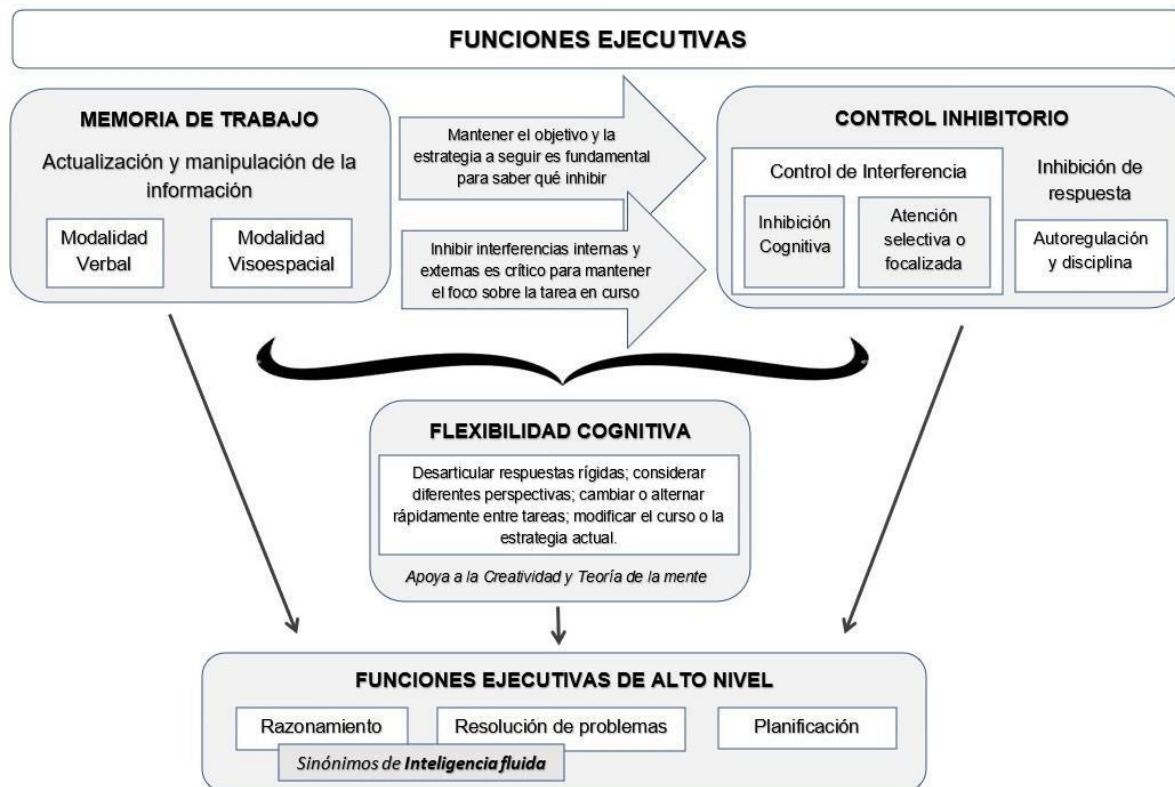 FUNCIONES EJECUTIVAS
MEMORIA DE TRABAJO
Actualización y manipulación de la
información
Modalidad
Verbal
Modalidad
Visoespacial
Mantener el objetivo y la
estrategia a seguir es fundamental
para saber qué inhibir
Inhibir interferencias internas y
externas es crítico para mantener
el foco sobre la tarea en curso
CONTROL INHIBITORIO
Control de Interferencia
Inhibición
Cognitiva
Atención
selectiva o
focalizada
Inhibición de
respuesta
Autoregulación
y disciplina
FLEXIBILIDAD COGNITIVA
Desarticular respuestas rígidas; considerar
diferentes perspectivas; cambiar o alternar
rápidamente entre tareas; modificar el curso o la
estrategia actual.
Apoya a la Creatividad y Teoría de la mente
FUNCIONES EJECUTIVAS DE ALTO NIVEL
Razonamiento
Resolución de problemas
Planificación
Sinónimos de Inteligencia fluida